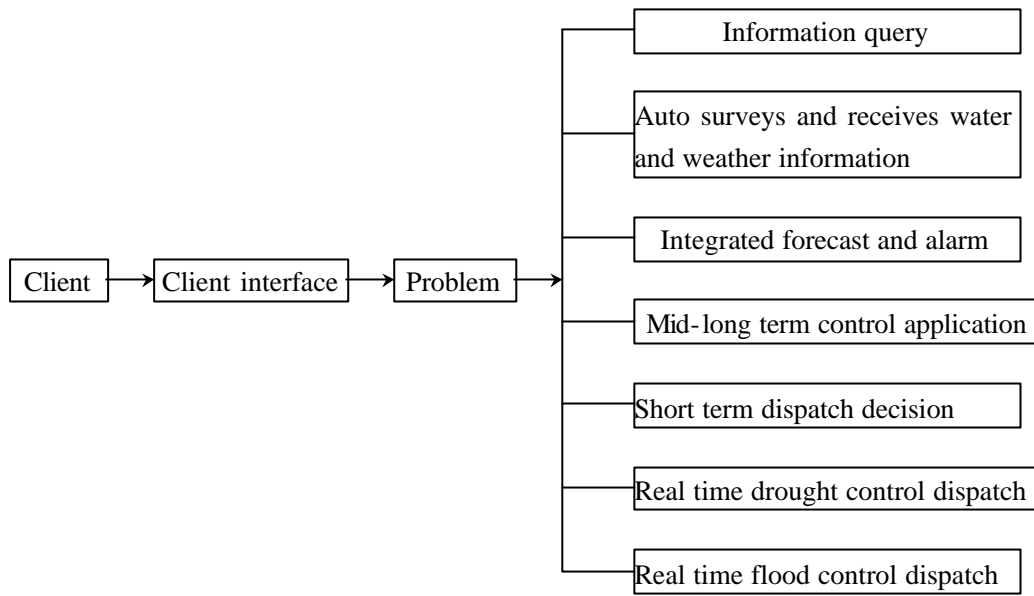 Information query
Auto surveys and receives water
and weather information
Integrated forecast and alarm
Client
Client interface
Problem
Mid-long term control application
Short term dispatch decision
Real time drought control dispatch
Real time flood control dispatch